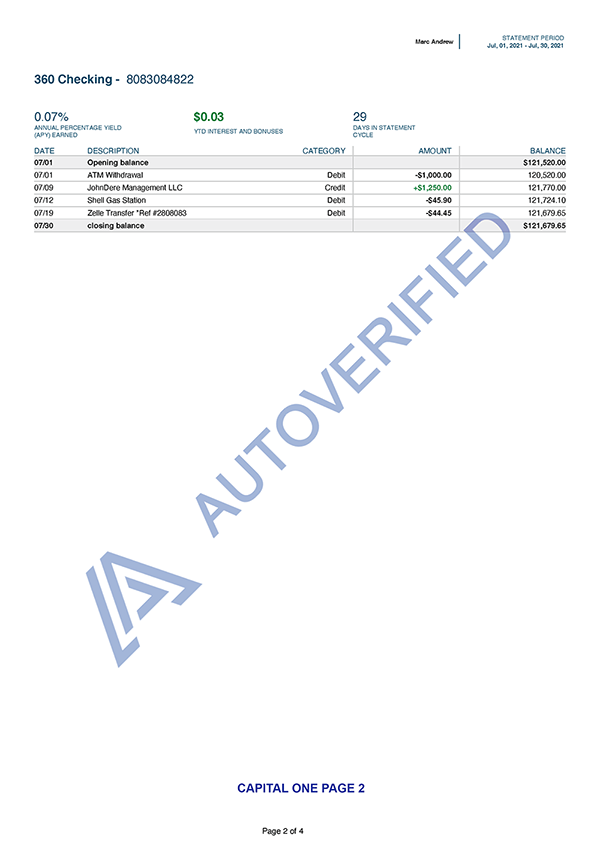 Marc Andrew
STATEMENT PERIOD
Jul, 01, 2021 - Jul, 30, 2021
360 Checking - 8083084822
0.07%
ANNUAL PERCENTAGE YIELD
(APY) EARNED
$0.03
YTD INTEREST AND BONUSES
29
DAYS IN STATEMENT
CYCLE
DATE DESCRIPTION CATEGORY AMOUNT BALANCE
07/01 Opening balance $121,520.00
07/01 ATM Withdrawal Debit -$1,000.00 120,520.00
07/09 JohnDere Management LLC Credit +$1,250.00 121,770.00
07/12 Shell Gas Station Debit -$45.90 121,724.10
07/19 Zelle Transfer *Ref #2808083 Debit -$44.45 121,679.65
07/30 closing balance $121,679.65
AUTOVERIFIED
CAPITAL ONE PAGE 2
Page 2 of 4